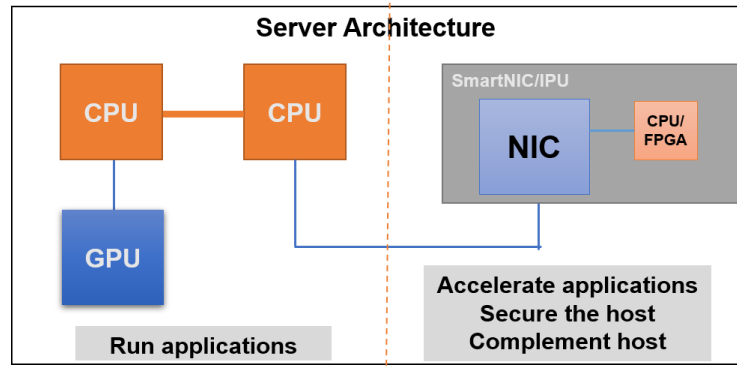 Server Architecture
CPU
CPU
GPU
Run applications
SmartNIC/IPU
NIC
CPU/
FPGA
Accelerate applications
Secure the host
Complement host